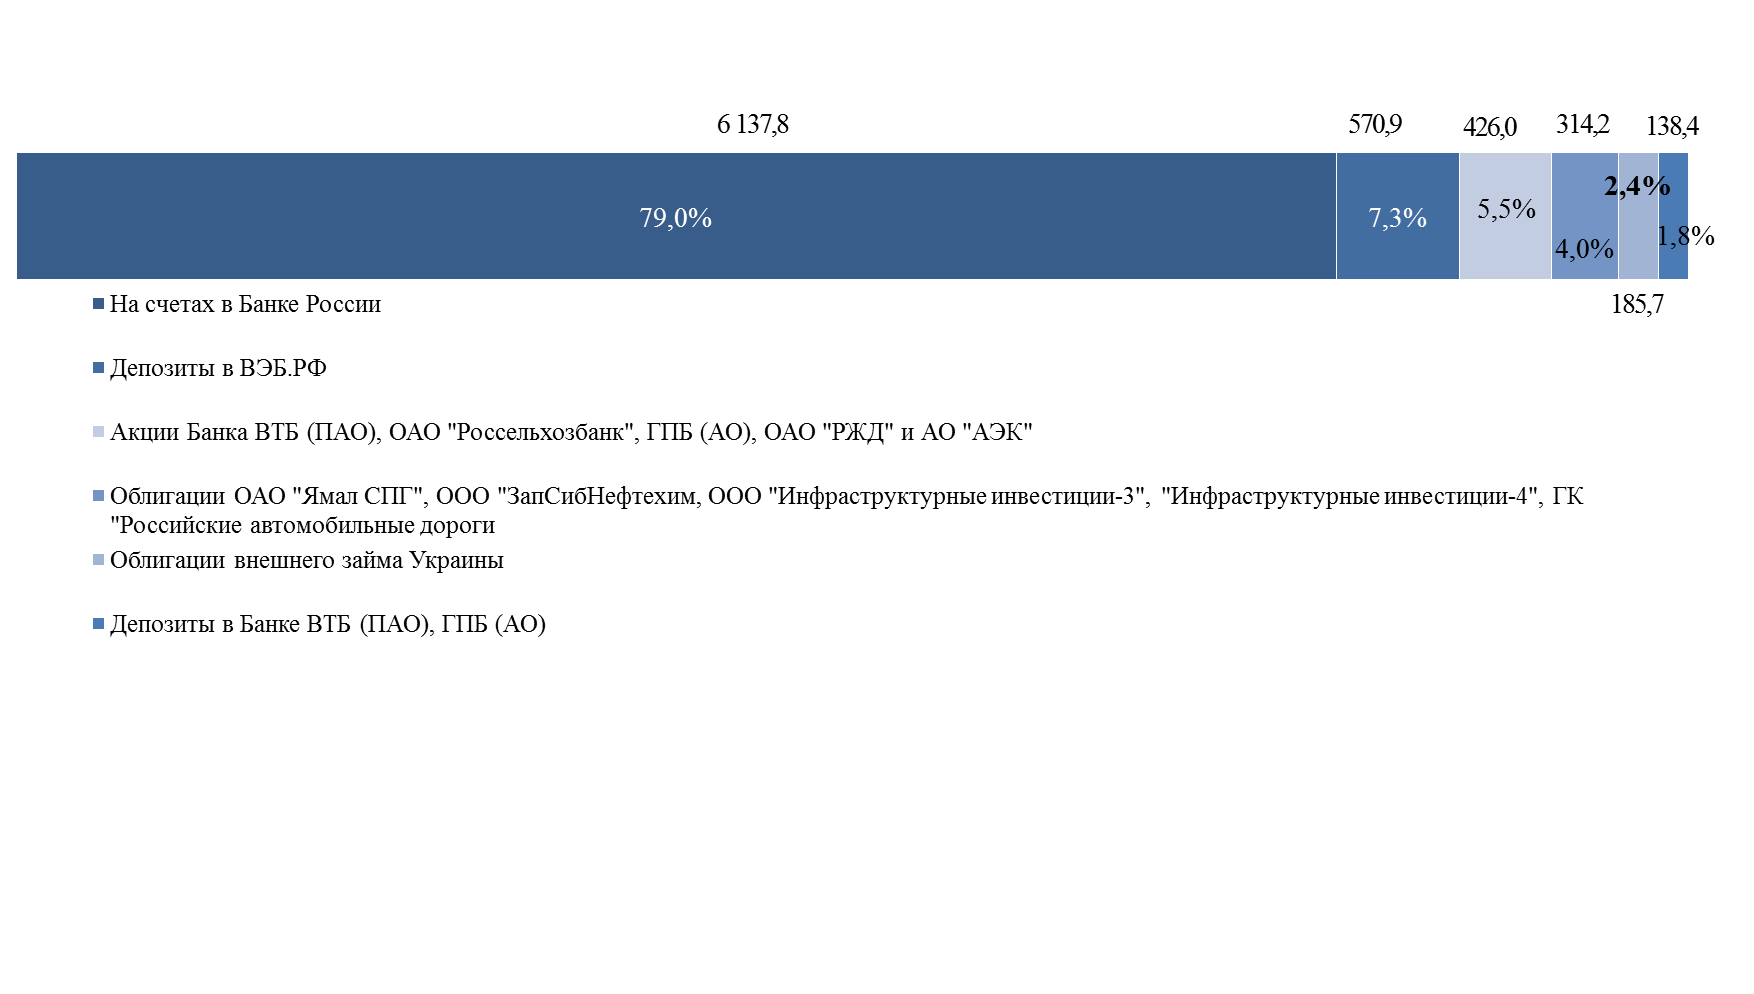 6 137,8 570,9 426,0 314,2 138,4
2,4%
79,0% 7,3% 5,5% 4,0% 1,8%
На счетах в Банке России
185,7
Депозиты в ВЭБ.РФ
Акции Банка ВТБ (ПАО), ОАО "Россельхозбанк", ГПБ (АО), ОАО "РЖД" и АО "АЭК"
Облигации ОАО "Ямал СПГ", ООО "ЗапСибНефтехим, ООО "Инфраструктурные инвестиции-3", "Инфраструктурные инвестиции-4", ГК
"Российские автомобильные дороги
Облигации внешнего займа Украины
Депозиты в Банке ВТБ (ПАО), ГПБ (АО)